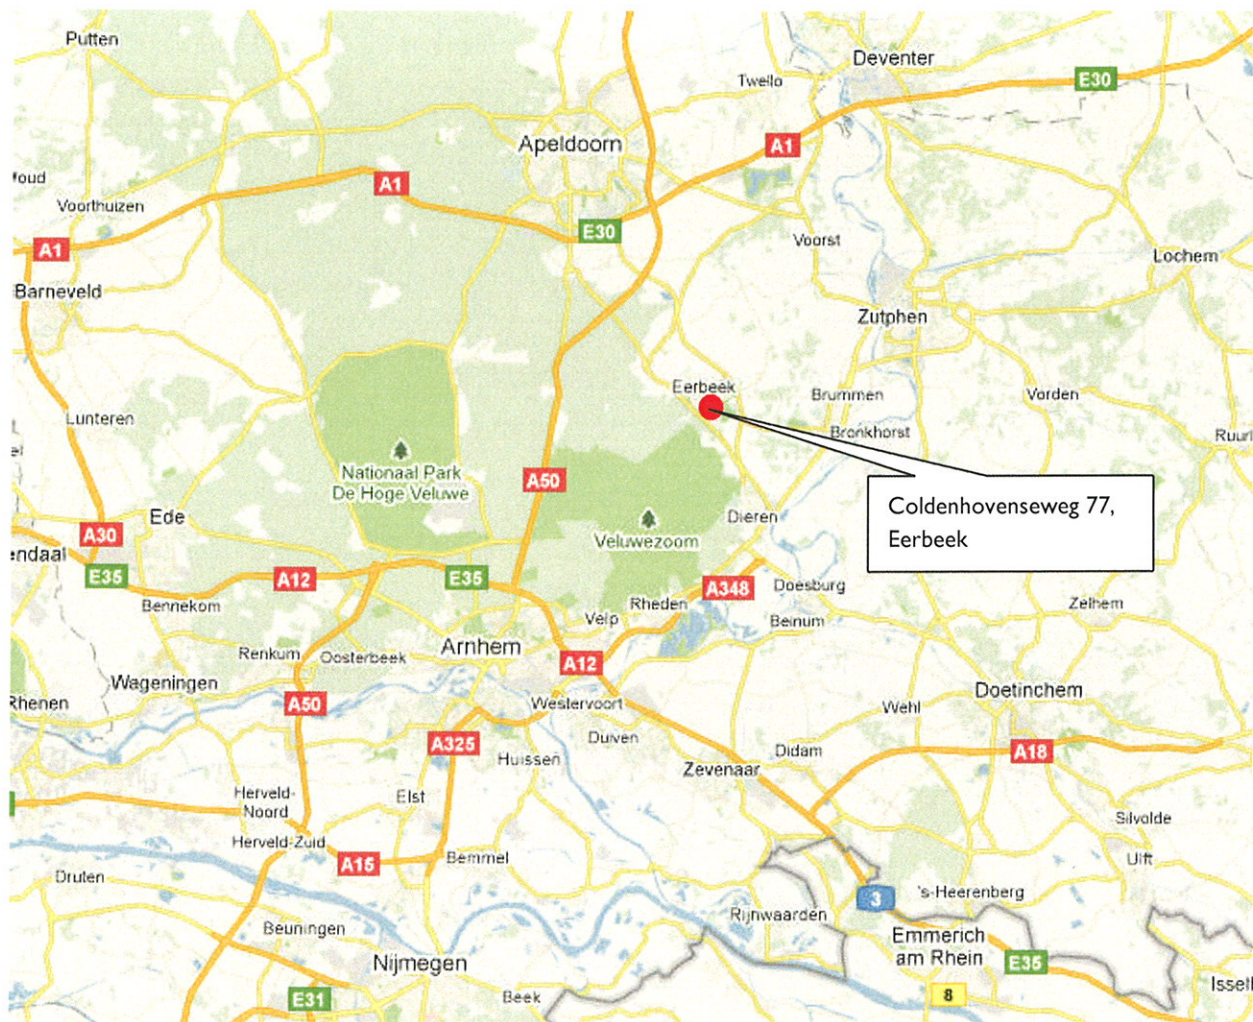 Putten
Deventer
Twello
E30
Apeldoorn
A1
A1
Voorthuizen
E30
Voorst
A1
Lochem
Barneveld
Zutphen
Eerbeek
Brummen
Vorden
Lunteren
Bronkhorst
Nationaal Park
De Hoge Veluwe
A50
Coldenhovenseweg 77,
Eerbeek
Ede
Dieren
A30
Veluwezoom
E35
A12
E35
A348
Doesburg
Bennekom
Rheden
Zelhem
Velp
Beinum
Arnhem
Renkum
Oosterbeek
A12
Wageningen
Doetinchem
Rhenen
A50
Westervoort
Wehl
Duiven
A325
Didam
A18
Huissen
Zevenaar
Herveld-
Noord
Elst
Silvolde
Herveld-Zuid
A15
Bemmel
Ulft
Druten
3
's-Heerenberg
Rijnwaarden
Beuningen
Emmerich
am Rhein
Nijmegen
E35
E31
Beek
8